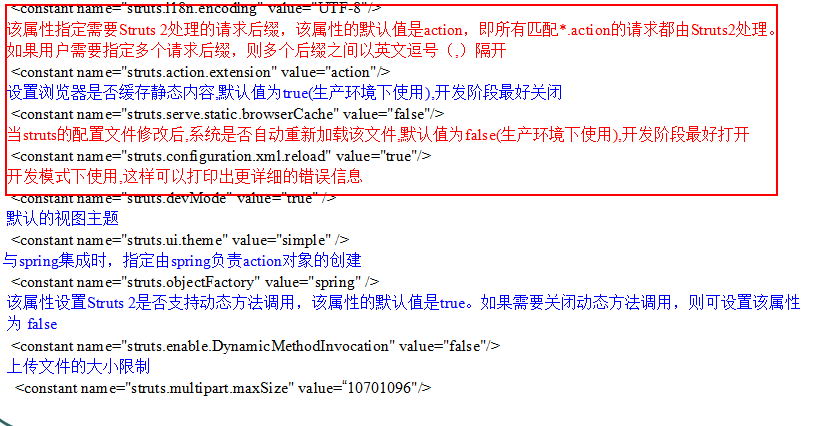 <constant name="struts.i18n.encoding" value="UTF-8"/>
该属性指定需要Struts 2处理的请求后缀，该属性的默认值是action，即所有匹配*.action的请求都由Struts2处理。
如果用户需要指定多个请求后缀，则多个后缀之间以英文逗号（,）隔开
<constant name="struts.action.extension" value="action"/>
设置浏览器是否缓存静态内容,默认值为true(生产环境下使用),开发阶段最好关闭
<constant name="struts.serve.static.browserCache" value="false"/>
当struts的配置文件修改后,系统是否自动重新加载该文件,默认值为false(生产环境下使用),开发阶段最好打开
<constant name="struts.configuration.xml.reload" value="true"/>
开发模式下使用,这样可以打印出更详细的错误信息
<constant name="struts.devMode" value="true" />
默认的视图主题
<constant name="struts.ui.theme" value="simple" />
与spring集成时，指定由spring负责action对象的创建
<constant name="struts.objectFactory" value="spring" />
该属性设置Struts 2是否支持动态方法调用，该属性的默认值是true。如果需要关闭动态方法调用，则可设置该属性
为 false
<constant name="struts.enable.DynamicMethodInvocation" value="false"/>
上传文件的大小限制
<constant name="struts.multipart.maxSize" value=“10701096"/>